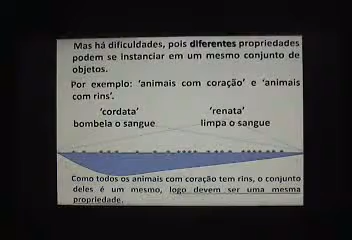 Mas há dificuldades, pois diferentes propriedades
podem se instanciar em um mesmo conjunto de
objetos.
Por exemplo: ‘animais com coração’ e ‘animais
com rins’.
‘cordata’ ‘renata’
bombeia o sangue limpa o sangue
Como todos os animais com coração tem rins, o conjunto
deles é um mesmo, logo devem ser uma mesma
propriedade.